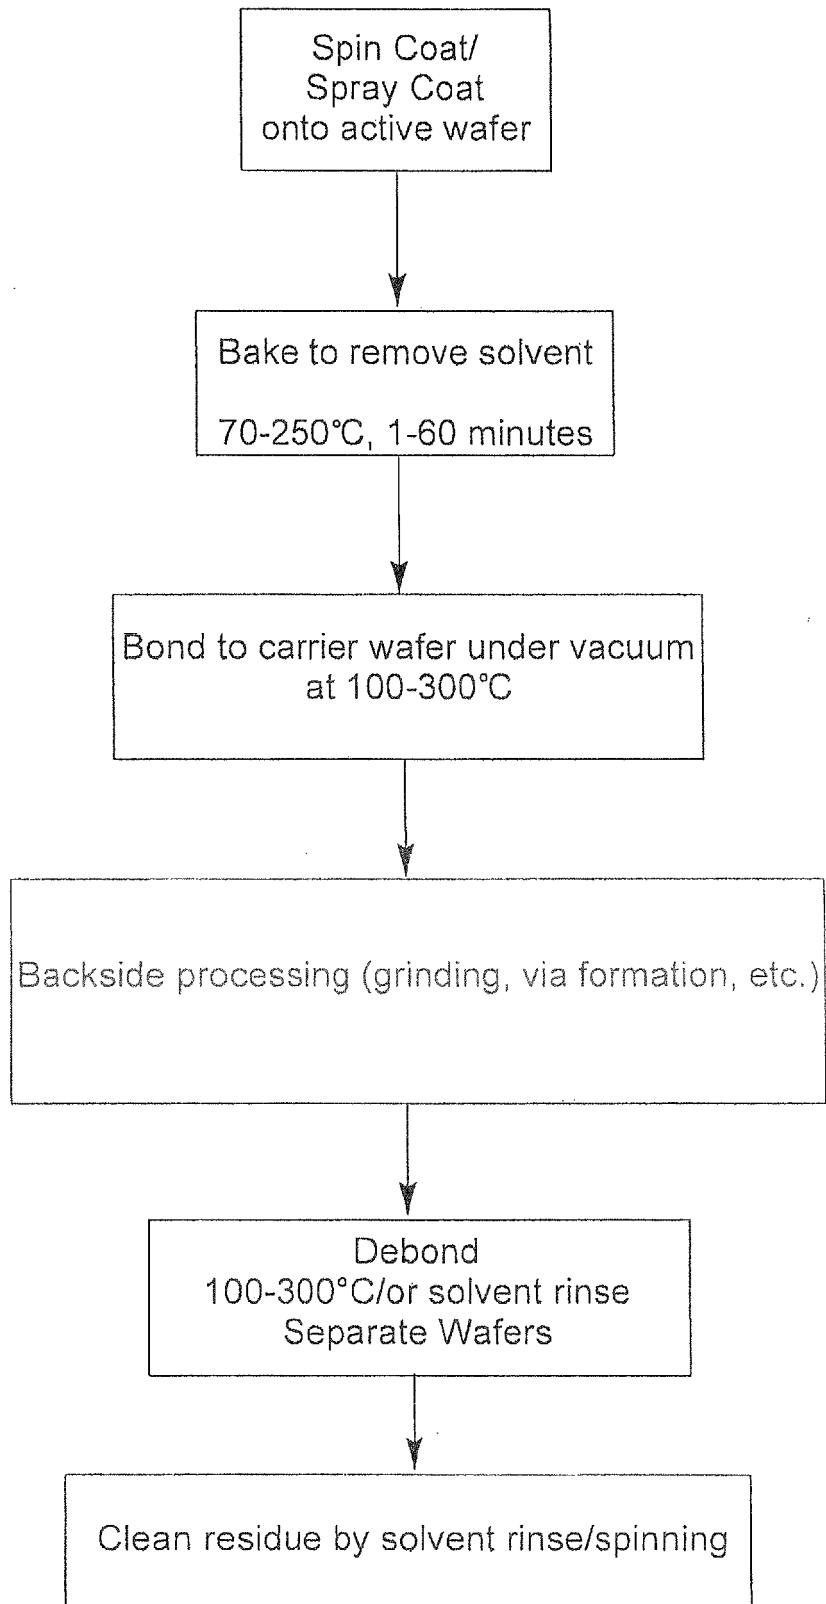 Spin Coat/
Spray Coat
onto active wafer
Bake to remove solvent
70-250°C, 1-60 minutes
Bond to carrier wafer under vacuum
at 100-300°C
Backside processing (grinding, via formation, etc.)
Debond
100-300°C/or solvent rinse
Separate Wafers
Clean residue by solvent rinse/spinning